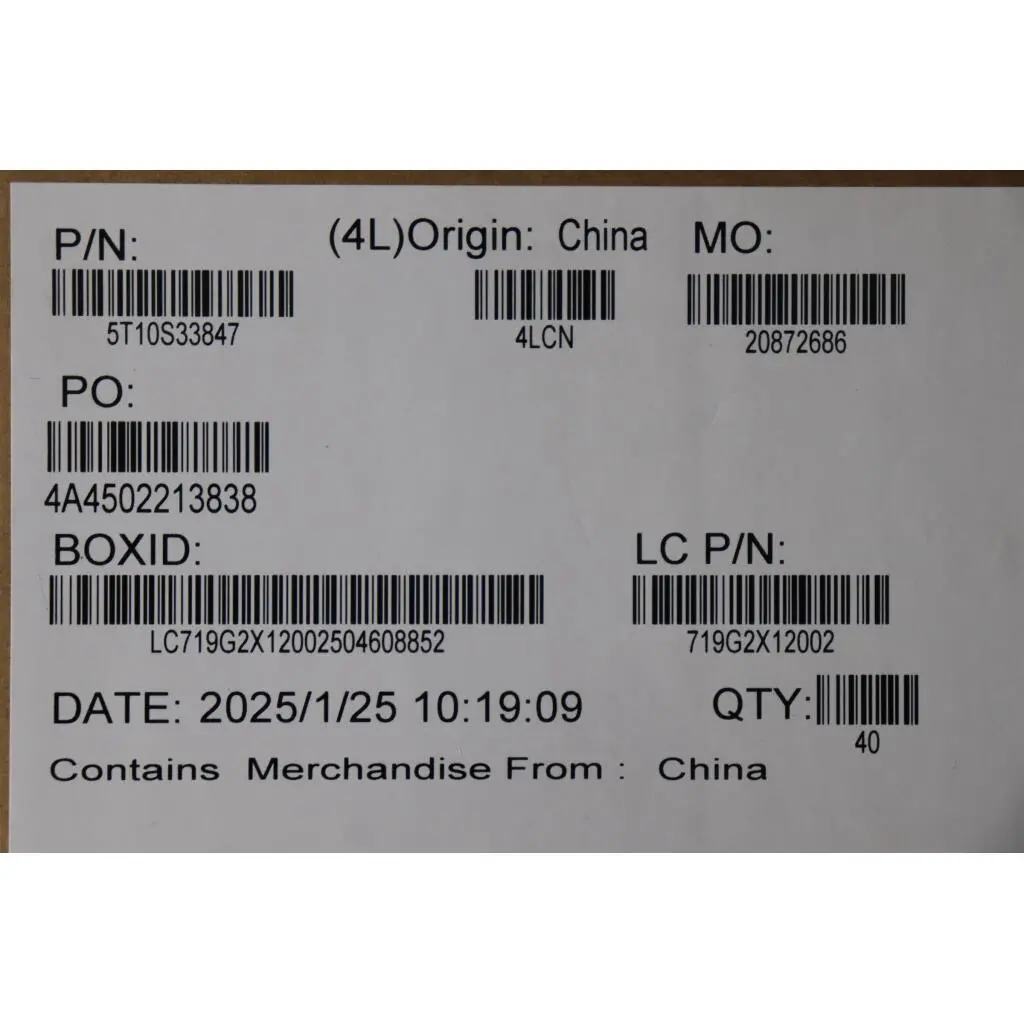 P/N: (4L)Origin: China MO:
5T10S33847 4LCN 20872686
PO:
4A4502213838
BOXID: LC P/N:
LC719G2X12002504608852 719G2X12002
DATE: 2025/1/25 10:19:09 QTY:
40
Contains Merchandise From : China